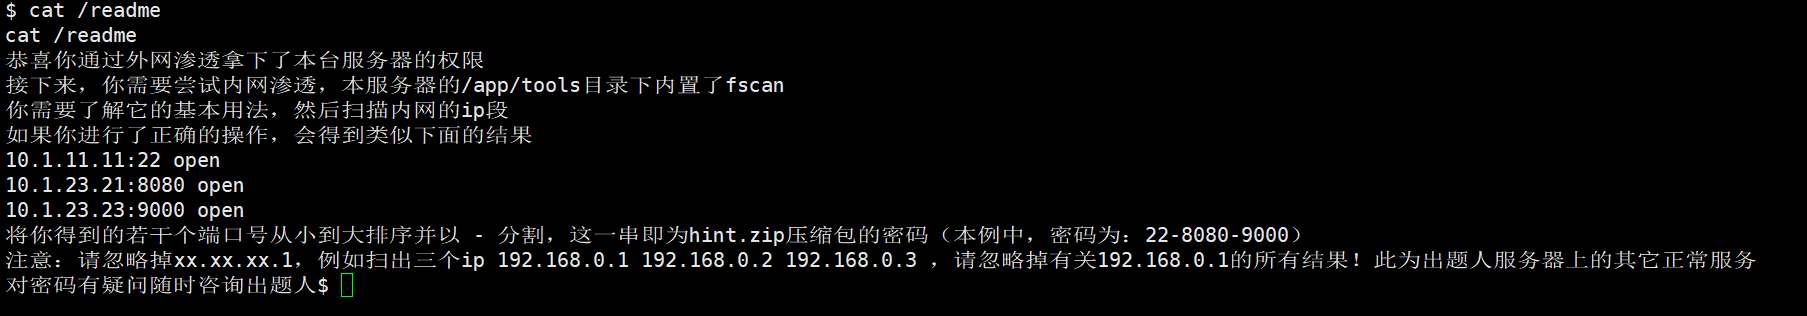 $ cat /readme
cat /readme
恭喜你通过外网渗透拿下了本台服务器的权限
接下来，你需要尝试内网渗透，本服务器的/app/tools目录下内置了fscan
你需要了解它的基本用法，然后扫描内网的ip段
如果你进行了正确的操作，会得到类似下面的结果
10.1.11.11:22 open
10.1.23.21:8080 open
10.1.23.23:9000 open
将你得到的若干个端口号从小到大排序并以 - 分割，这一串即为hint.zip压缩包的密码（本例中，密码为：22-8080-9000）
注意：请忽略掉xx.xx.xx.1，例如扫出三个ip 192.168.0.1 192.168.0.2 192.168.0.3 ，请忽略掉有关192.168.0.1的所有结果！此为出题人服务器上的其它正常服务
对密码有疑问随时咨询出题人$